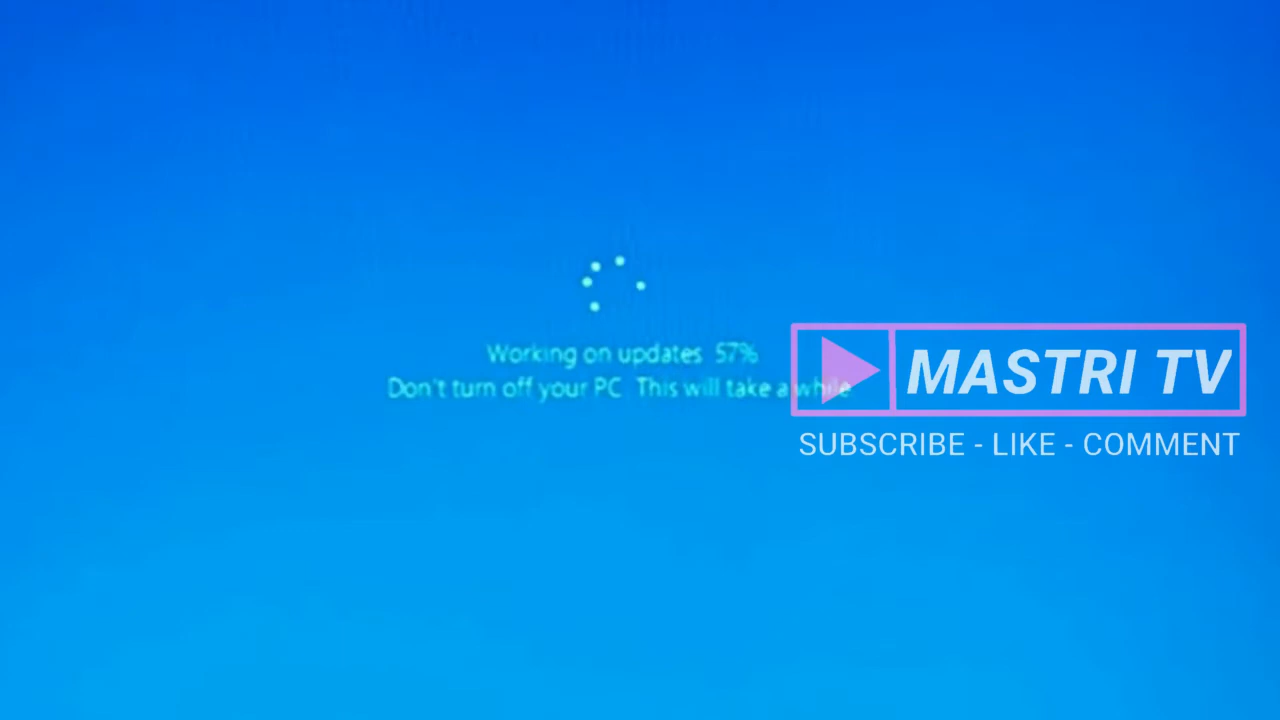 Working on updates 57%
Don't turn off your PC This will take a while
MASTRI TV
SUBSCRIBE - LIKE - COMMENT